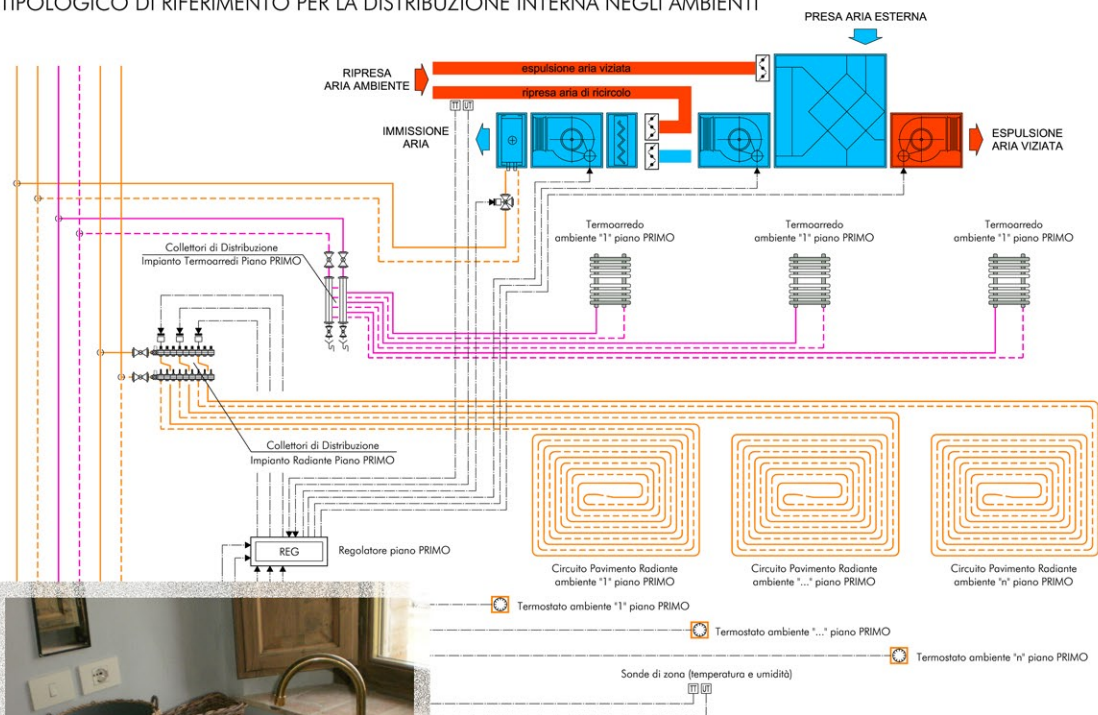 TIPOLOGICO DI RIFERIMENTO PER LA DISTRIBUZIONE INTERNA NEGLI AMBIENTI
PRESA ARIA ESTERNA
RIPRESA
ARIA AMBIENTE
espulsione aria viziata
ripresa aria di ricircolo
TT UT
IMMISSIONE
ARIA
ESPULSIONE
ARIA VIZIATA
Termoarredo
ambiente "1" piano PRIMO
Termoarredo
ambiente "1" piano PRIMO
Termoarredo
ambiente "1" piano PRIMO
Collettori di Distribuzione
Impianto Termoarredi Piano PRIMO
Collettori di Distribuzione
Impianto Radiante Piano PRIMO
REG
Regolatore piano PRIMO
Circuito Pavimento Radiante
ambiente "1" piano PRIMO
Circuito Pavimento Radiante
ambiente "..." piano PRIMO
Circuito Pavimento Radiante
ambiente "n" piano PRIMO
Termostato ambiente "1" piano PRIMO
Termostato ambiente "..." piano PRIMO
Termostato ambiente "n" piano PRIMO
Sonde di zona (temperatura e umidità)
TT UT